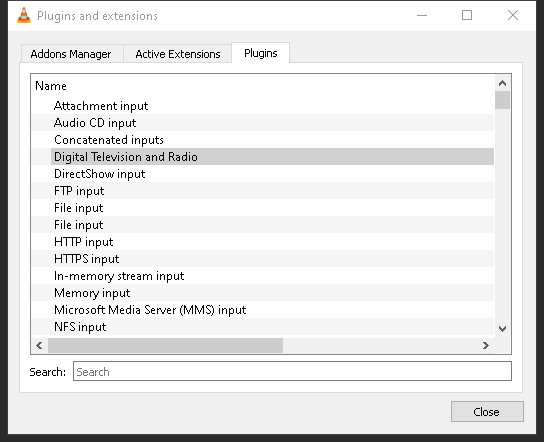 Plugins and extensions
Addons Manager Active Extensions Plugins
Name
Attachment input
Audio CD input
Concatenated inputs
Digital Television and Radio
DirectShow input
FTP input
File input
File input
HTTP input
HTTPS input
In-memory stream input
Memory input
Microsoft Media Server (MMS) input
NFS input
Search: Search
Close